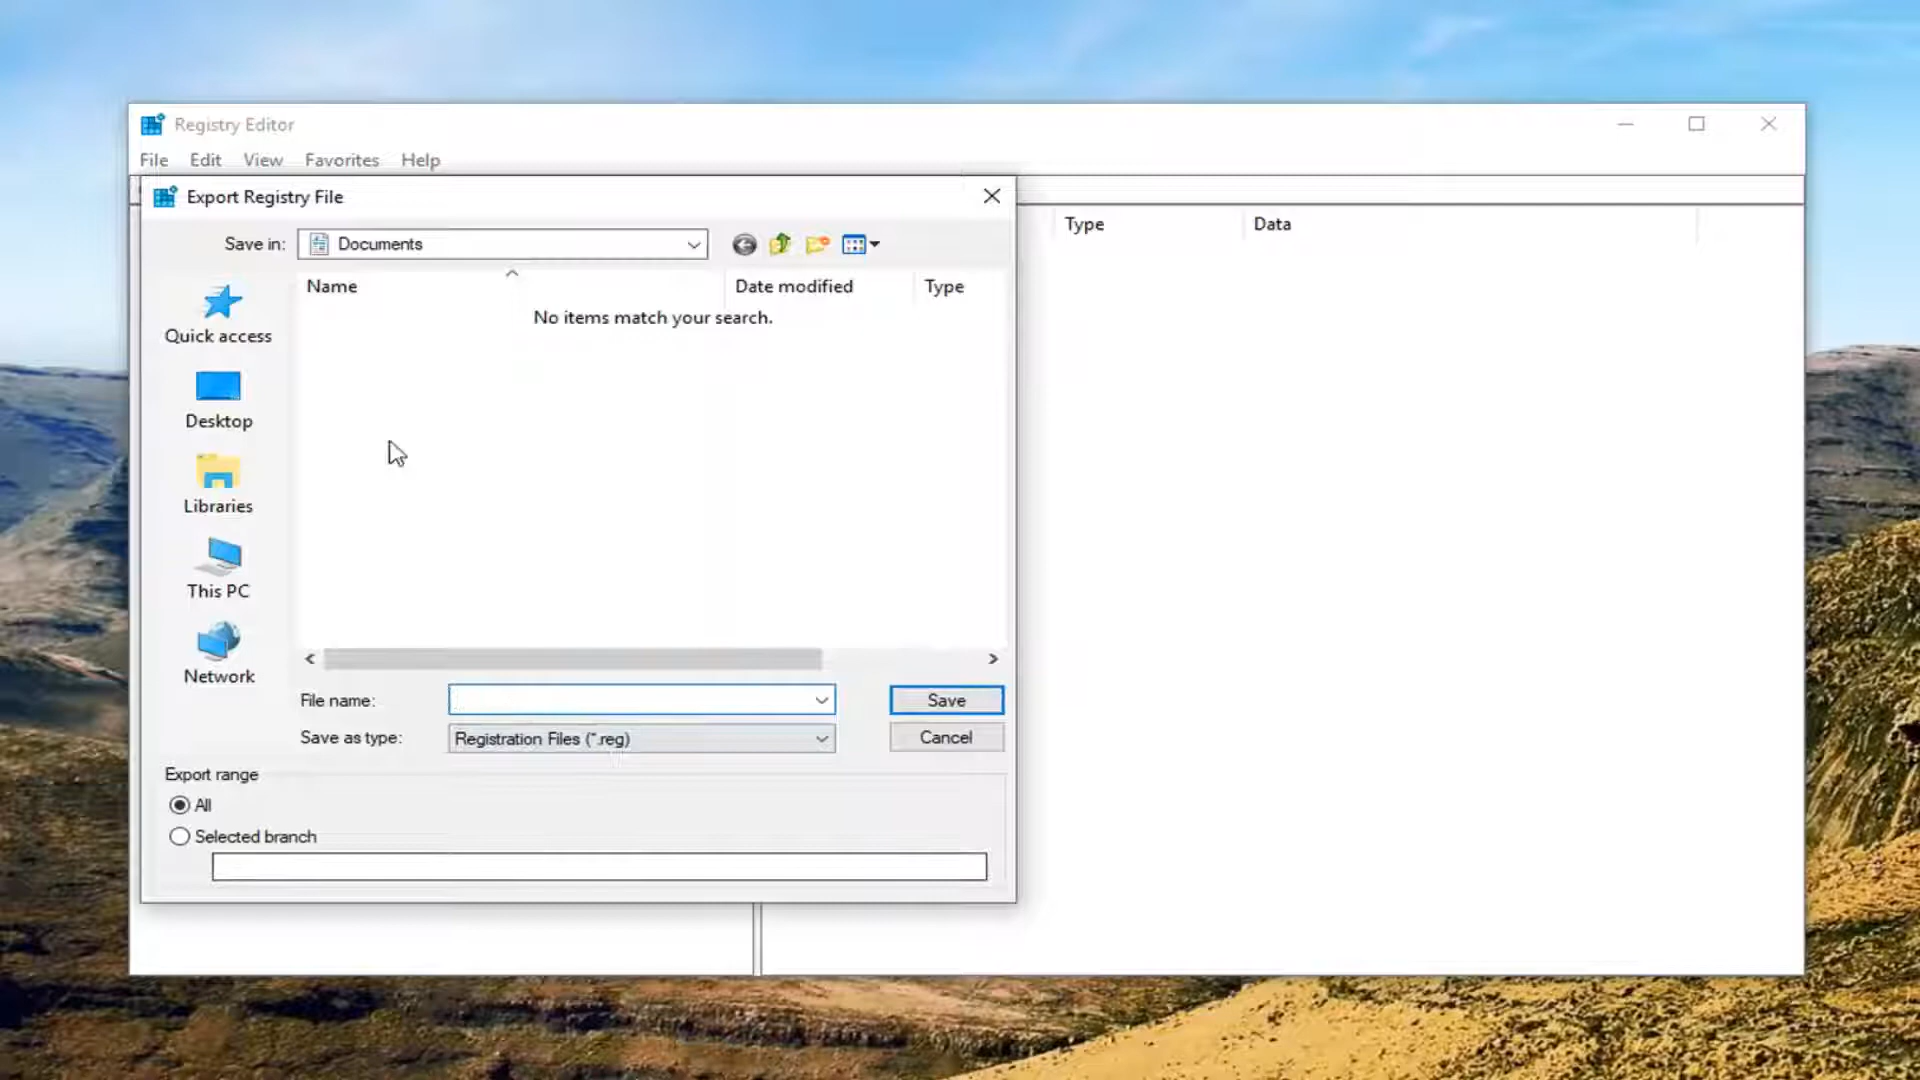 Registry Editor
File Edit View Favorites Help
Export Registry File
Type Data
Save in: Documents
Name Date modified Type
No items match your search.
Quick access
Desktop
Libraries
This PC
Network
File name: Save
Save as type: Registration Files (*.reg) Cancel
Export range
All
Selected branch